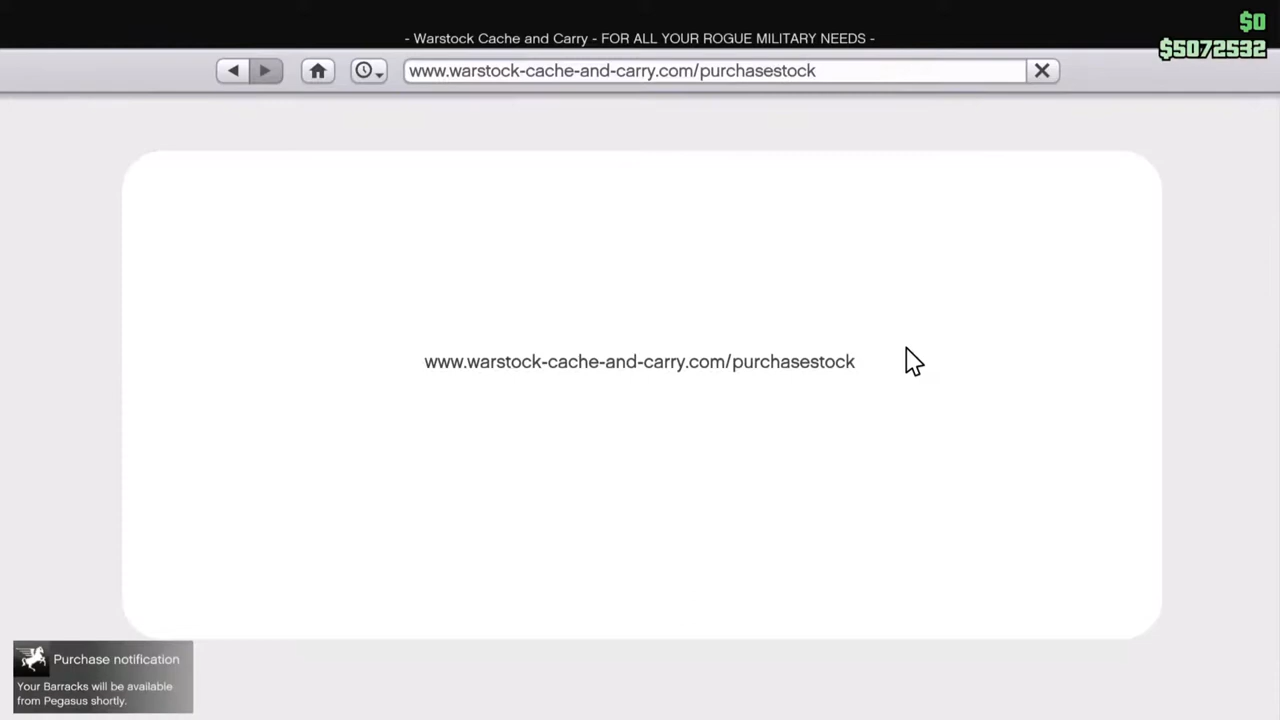 - Warstock Cache and Carry - FOR ALL YOUR ROGUE MILITARY NEEDS -
$0
$5072532
www.warstock-cache-and-carry.com/purchasestock
www.warstock-cache-and-carry.com/purchasestock
Purchase notification
Your Barracks will be available
from Pegasus shortly.